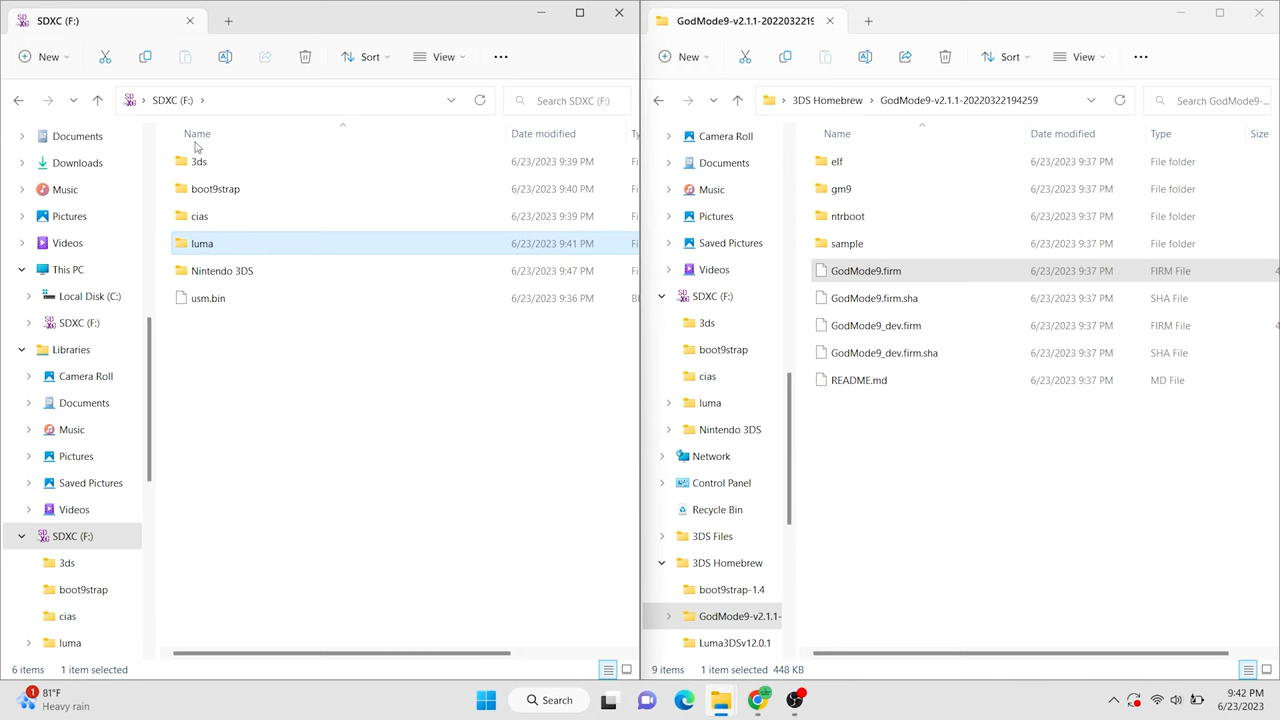 SDXC (F:)
New
Sort
View
SDXC (F:)
Search SDXC (F:)
Documents
Downloads
Music
Pictures
Videos
This PC
Local Disk (C:)
SDXC (F:)
Libraries
Camera Roll
Documents
Music
Pictures
Saved Pictures
Videos
SDXC (F:)
3ds
boot9strap
cias
luma
Name Date modified Ty
3ds 6/23/2023 9:39 PM Fi
boot9strap 6/23/2023 9:40 PM Fi
cias 6/23/2023 9:39 PM Fi
luma 6/23/2023 9:41 PM Fi
Nintendo 3DS 6/23/2023 9:47 PM Fi
usm.bin 6/23/2023 9:36 PM BI
6 items 1 item selected
GodMode9-v2.1.1-2022032219
New
Sort
View
3DS Homebrew
GodMode9-v2.1.1-20220322194259
Search GodMode9-...
Camera Roll
Documents
Music
Pictures
Saved Pictures
Videos
SDXC (F:)
3ds
boot9strap
cias
luma
Nintendo 3DS
Network
Control Panel
Recycle Bin
3DS Files
3DS Homebrew
boot9strap-1.4
GodMode9-v2.1.1-
Luma3DSv12.0.1
Name Date modified Type Size
elf 6/23/2023 9:37 PM File folder
gm9 6/23/2023 9:37 PM File folder
ntrboot 6/23/2023 9:37 PM File folder
sample 6/23/2023 9:37 PM File folder
GodMode9.firm 6/23/2023 9:37 PM FIRM File 4
GodMode9.firm.sha 6/23/2023 9:37 PM SHA File
GodMode9_dev.firm 6/23/2023 9:37 PM FIRM File 4
GodMode9_dev.firm.sha 6/23/2023 9:37 PM SHA File
README.md 6/23/2023 9:37 PM MD File
9 items 1 item selected 448 KB
1
81°F
Heavy rain
Search
9:42 PM
6/23/2023